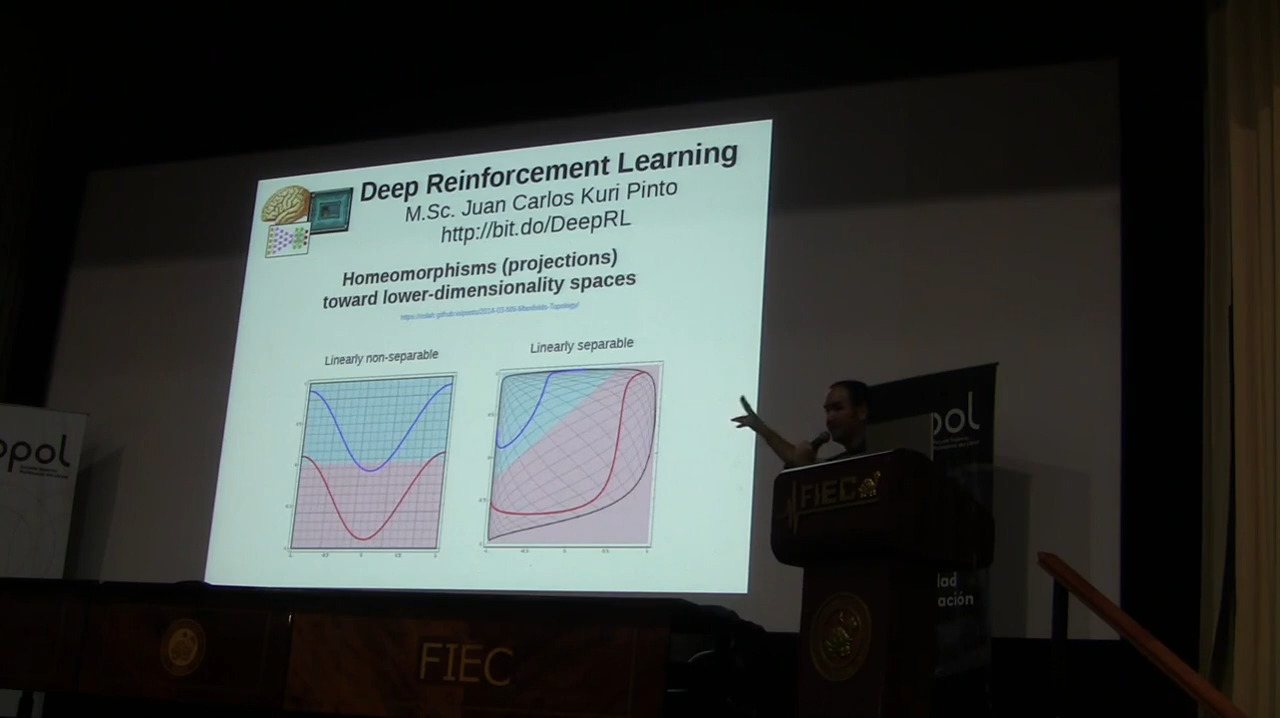 Deep Reinforcement Learning
M.Sc. Juan Carlos Kuri Pinto
http://bit.do/DeepRL
Homeomorphisms (projections)
toward lower-dimensionality spaces
Linearly non-separable
Linearly separable
pol
pol
FIEC
lad
ación
FIEC